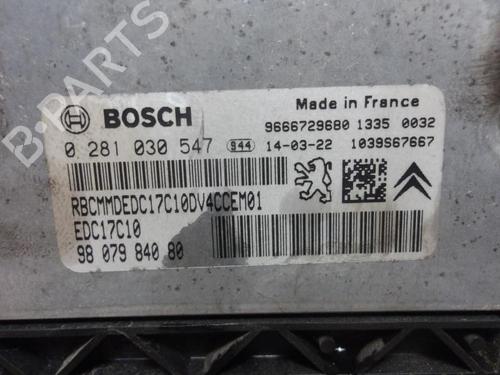 B-PARTS
BOSCH
Made in France
9666729680 1335 0032
0 281 030 547 944 14-03-22 1039S67667
RBCMMDEDC17C10DV4CCEM01
EDC17C10
98 079 840 80